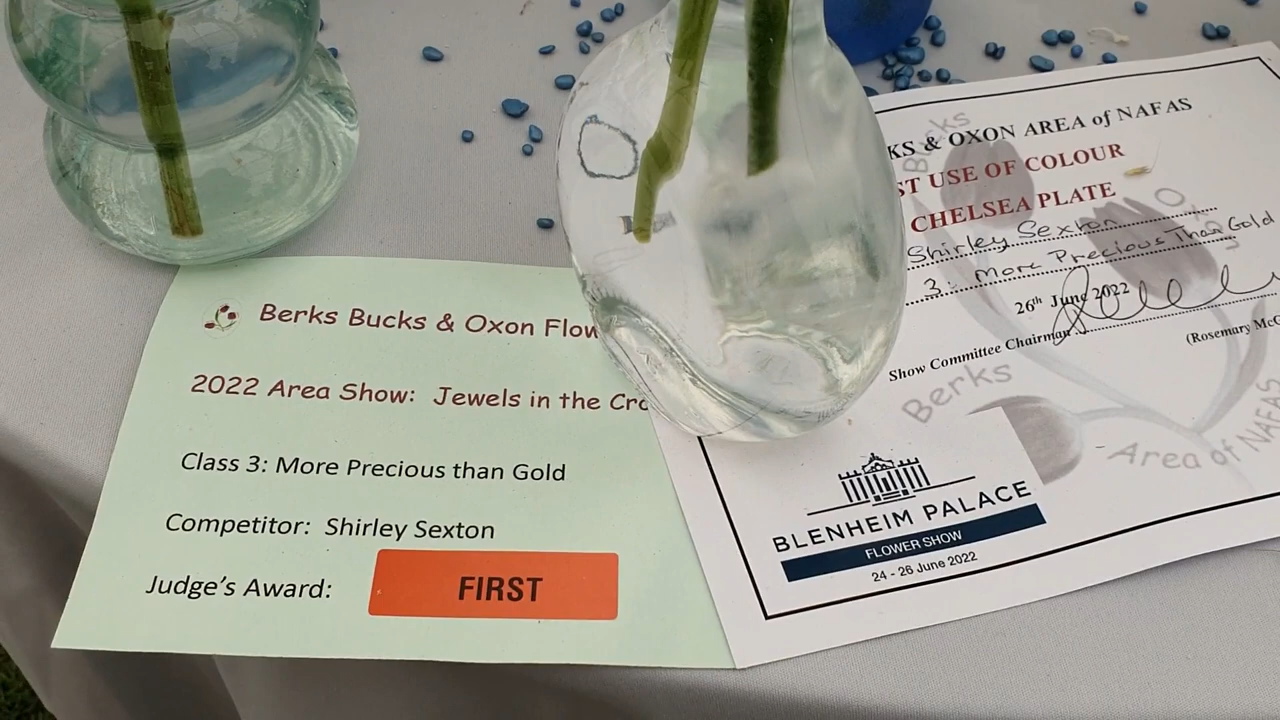 Berks Bucks & Oxon Flow
2022 Area Show: Jewels in the Cro
Class 3: More Precious than Gold
Competitor: Shirley Sexton
Judge's Award:
FIRST
KS & OXON AREA of NAFAS
ST USE OF COLOUR
CHELSEA PLATE
Shirley Sexton
3: More Precious Than Gold
26th June 2022
Show Committee Chairman
(Rosemary McG
Berks
Berks
Area of NAFAS
BLENHEIM PALACE
FLOWER SHOW
24 - 26 June 2022